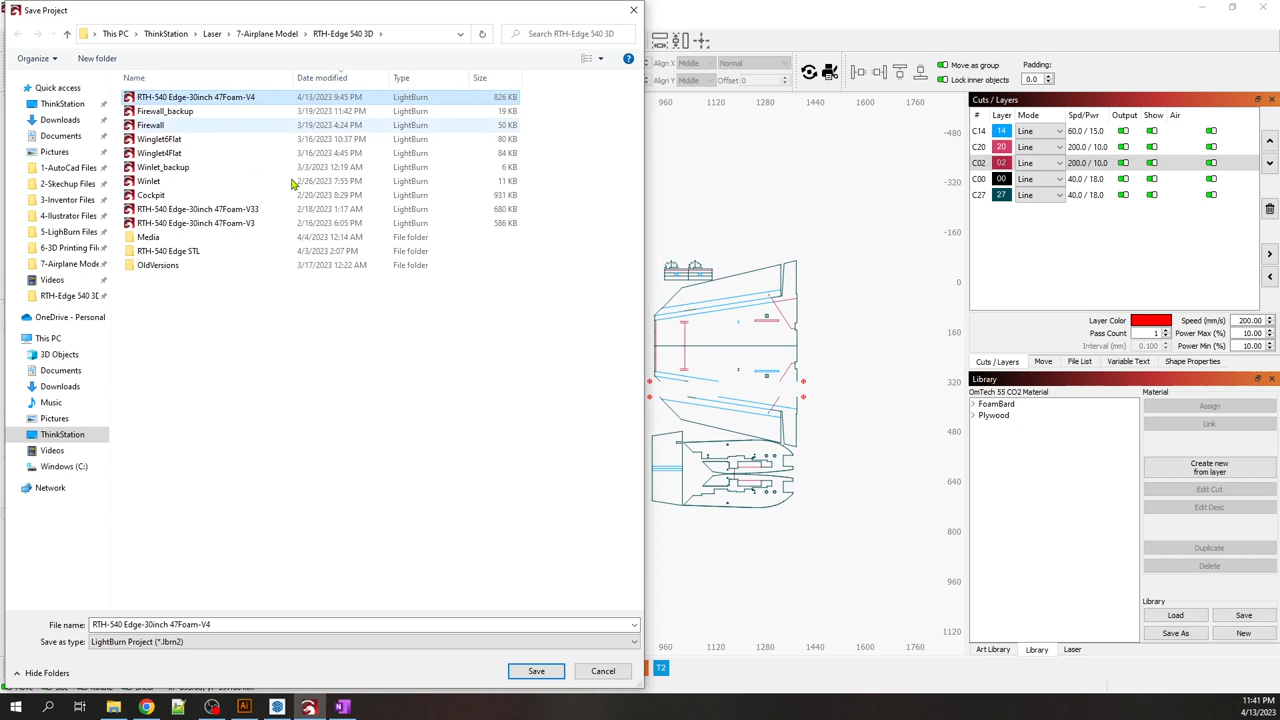 Save Project
This PC > ThinkStation > Laser > 7-Airplane Model > RTH-Edge 540 3D >
Search RTH-Edge 540 3D
Organize
New folder
Name Date modified Type Size
RTH-540 Edge-30inch 47Foam-V4 4/13/2023 9:45 PM LightBurn 826 KB
Firewall_backup 3/19/2023 11:42 PM LightBurn 19 KB
Firewall 3/19/2023 4:24 PM LightBurn 50 KB
Winglet6Flat 3/16/2023 10:37 PM LightBurn 80 KB
Winglet4Flat 3/16/2023 4:45 PM LightBurn 84 KB
Winlet_backup 3/3/2023 12:19 AM LightBurn 6 KB
Winlet 2/26/2023 7:55 PM LightBurn 11 KB
Cockpit 2/20/2023 8:29 PM LightBurn 931 KB
RTH-540 Edge-30inch 47Foam-V33 2/18/2023 1:17 AM LightBurn 680 KB
RTH-540 Edge-30inch 47Foam-V3 2/16/2023 6:05 PM LightBurn 586 KB
Media 4/4/2023 12:14 AM File folder
RTH-540 Edge STL 4/3/2023 2:07 PM File folder
OldVersions 3/17/2023 12:22 AM File folder
Quick access
ThinkStation
Downloads
Documents
Pictures
1-AutoCad Files
2-Skechup Files
3-Inventor Files
4-Ilustrator Files
5-LighBurn Files
6-3D Printing File
7-Airplane Mode
Videos
RTH-Edge 540 3D
OneDrive - Personal
This PC
3D Objects
Desktop
Documents
Downloads
Music
Pictures
ThinkStation
Videos
Windows (C:)
Network
File name: RTH-540 Edge-30inch 47Foam-V4
Save as type: LightBurn Project (*.lbrn2)
Hide Folders
Save
Cancel
Align X Middle Normal
Align Y Middle Offset 0
Move as group
Lock inner objects
Padding:
0.0
960 1120 1280 1440 1600 1760
-480
-320
-160
0
160
320
480
640
800
960
1120
960 1120 1280 1440 1600 1760
T2
Cuts / Layers
# Layer Mode Spd/Pwr Output Show Air
C14 14 Line 60.0 / 15.0
C20 20 Line 200.0 / 10.0
C02 02 Line 200.0 / 10.0
C00 00 Line 40.0 / 18.0
C27 27 Line 40.0 / 18.0
Layer Color Speed (mm/s) 200.00
Pass Count 1 Power Max (%) 10.00
Interval (mm) 0.100 Power Min (%) 10.00
Cuts / Layers Move File List Variable Text Shape Properties
Library
OmTech 55 CO2 Material
FoamBard
Plywood
Material
Assign
Link
Create new
from layer
Edit Cut
Edit Desc
Duplicate
Delete
Library
Load Save
Save As New
Art Library Library Laser
11:41 PM
4/13/2023